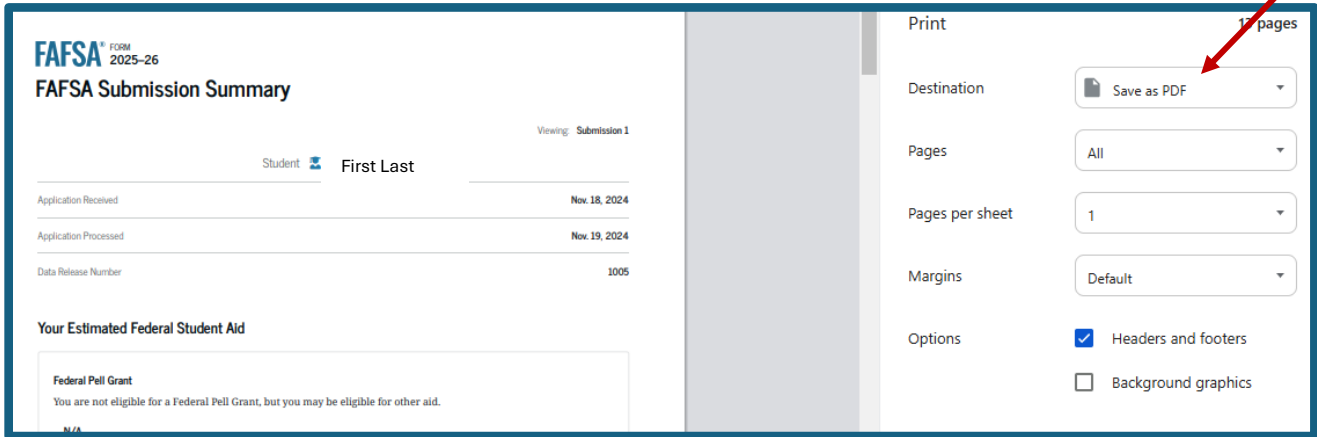 FAFSA® FORM
2025–26
FAFSA Submission Summary
Viewing: Submission 1
Student First Last
Application Received Nov. 18, 2024
Application Processed Nov. 19, 2024
Data Release Number 1005
Your Estimated Federal Student Aid
Federal Pell Grant
You are not eligible for a Federal Pell Grant, but you may be eligible for other aid.
N/A
Print pages
Destination Save as PDF
Pages All
Pages per sheet 1
Margins Default
Options Headers and footers
Background graphics